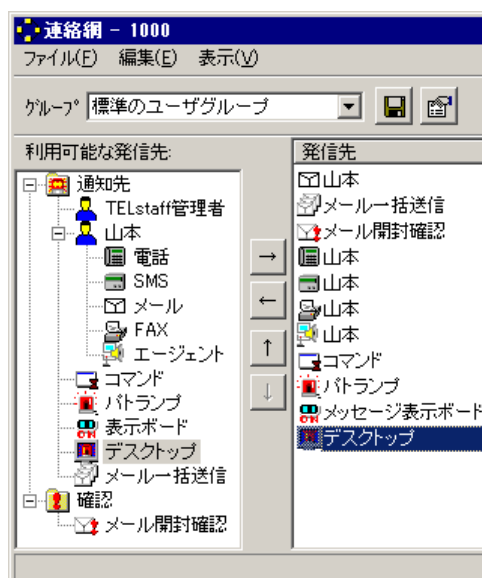 連絡網 - 1000
ファイル(F) 編集(E) 表示(V)
グループ 標準のユーザグループ
利用可能な発信先:
通知先
TELstaff管理者
山本
電話
SMS
メール
FAX
エージェント
コマンド
パトランプ
表示ボード
デスクトップ
メール一括送信
確認
メール開封確認
→
←
↑
↓
発信先
山本
メール一括送信
メール開封確認
山本
山本
山本
山本
コマンド
パトランプ
メッセージ表示ボード
デスクトップ